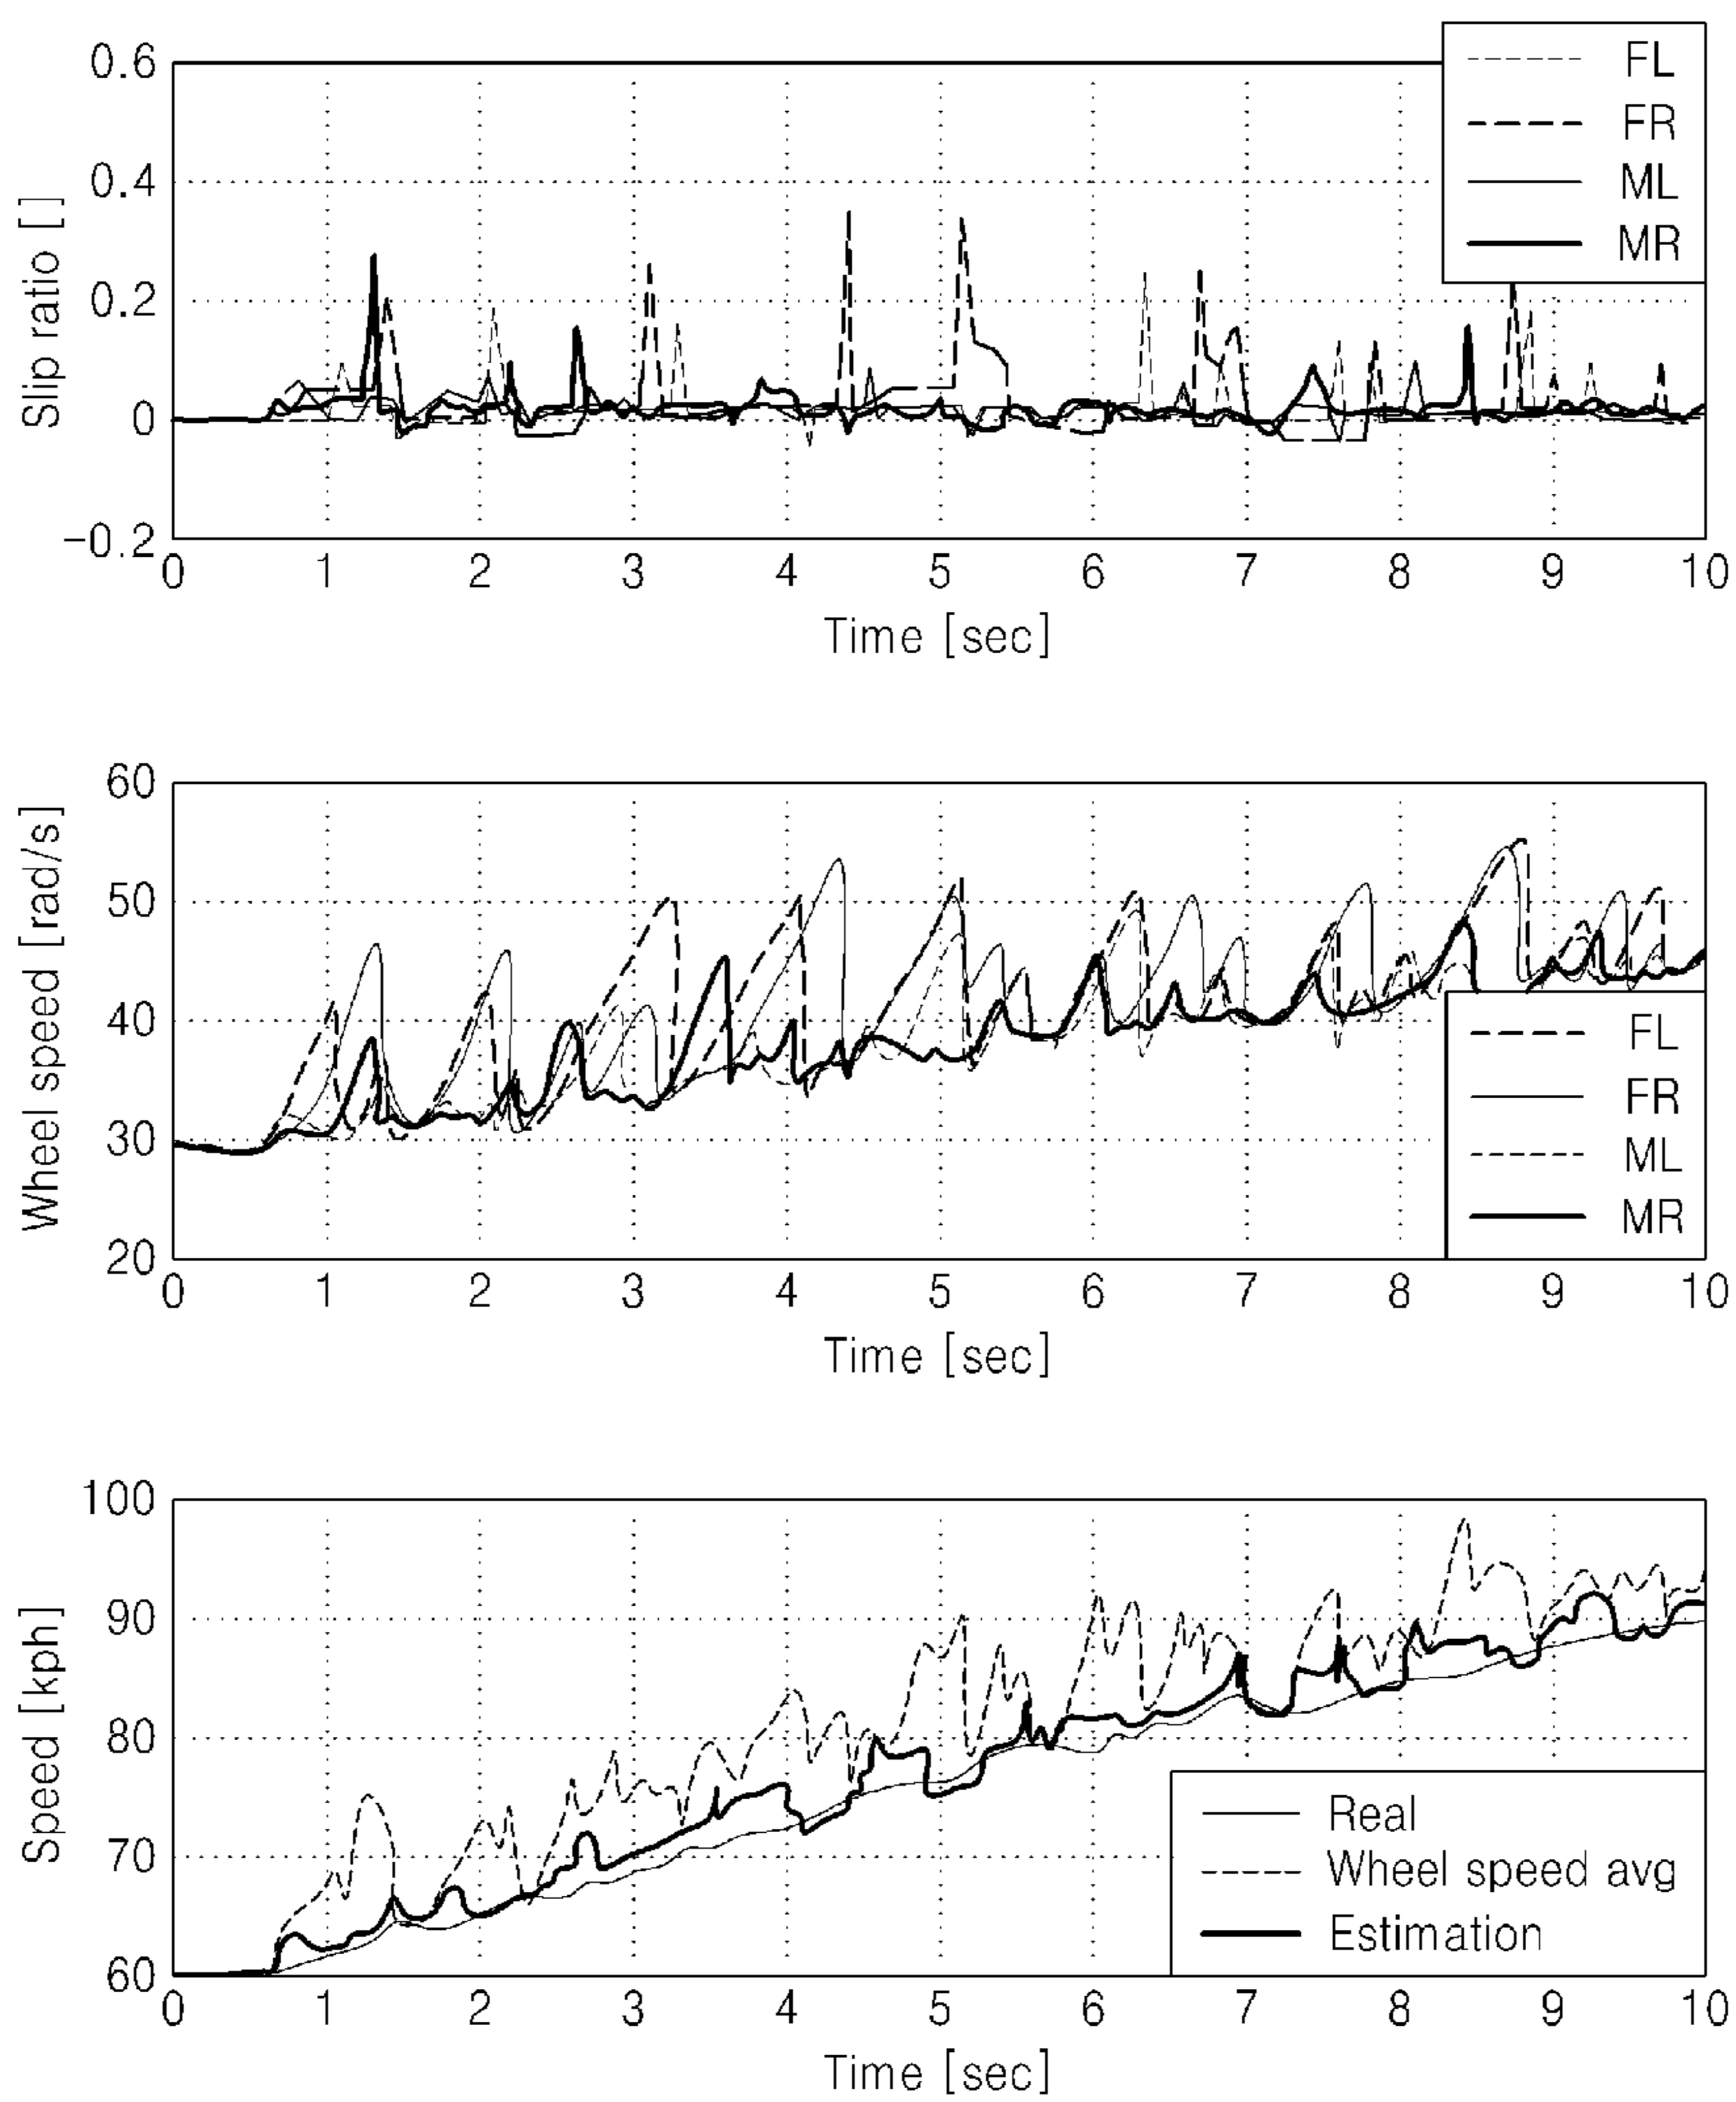 Slip ratio [ ]
0.6
0.4
0.2
0
-0.2
0 1 2 3 4 5 6 7 8 9 10
Time [sec]
FL
FR
ML
MR
Wheel speed [rad/s]
60
50
40
30
20
0 1 2 3 4 5 6 7 8 9 10
Time [sec]
FL
FR
ML
MR
Speed [kph]
100
90
80
70
60
0 1 2 3 4 5 6 7 8 9 10
Time [sec]
Real
Wheel speed avg
Estimation